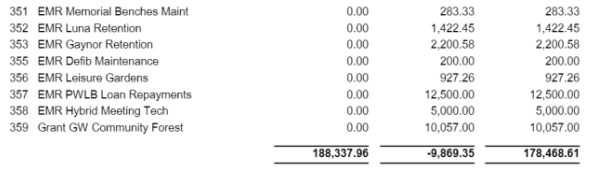 351 EMR Memorial Benches Maint 0.00 283.33 283.33
352 EMR Luna Retention 0.00 1,422.45 1,422.45
353 EMR Gaynor Retention 0.00 2,200.58 2,200.58
355 EMR Defib Maintenance 0.00 200.00 200.00
356 EMR Leisure Gardens 0.00 927.26 927.26
357 EMR PWLB Loan Repayments 0.00 12,500.00 12,500.00
358 EMR Hybrid Meeting Tech 0.00 5,000.00 5,000.00
359 Grant GW Community Forest 0.00 10,057.00 10,057.00
188,337.96 -9,869.35 178,468.61